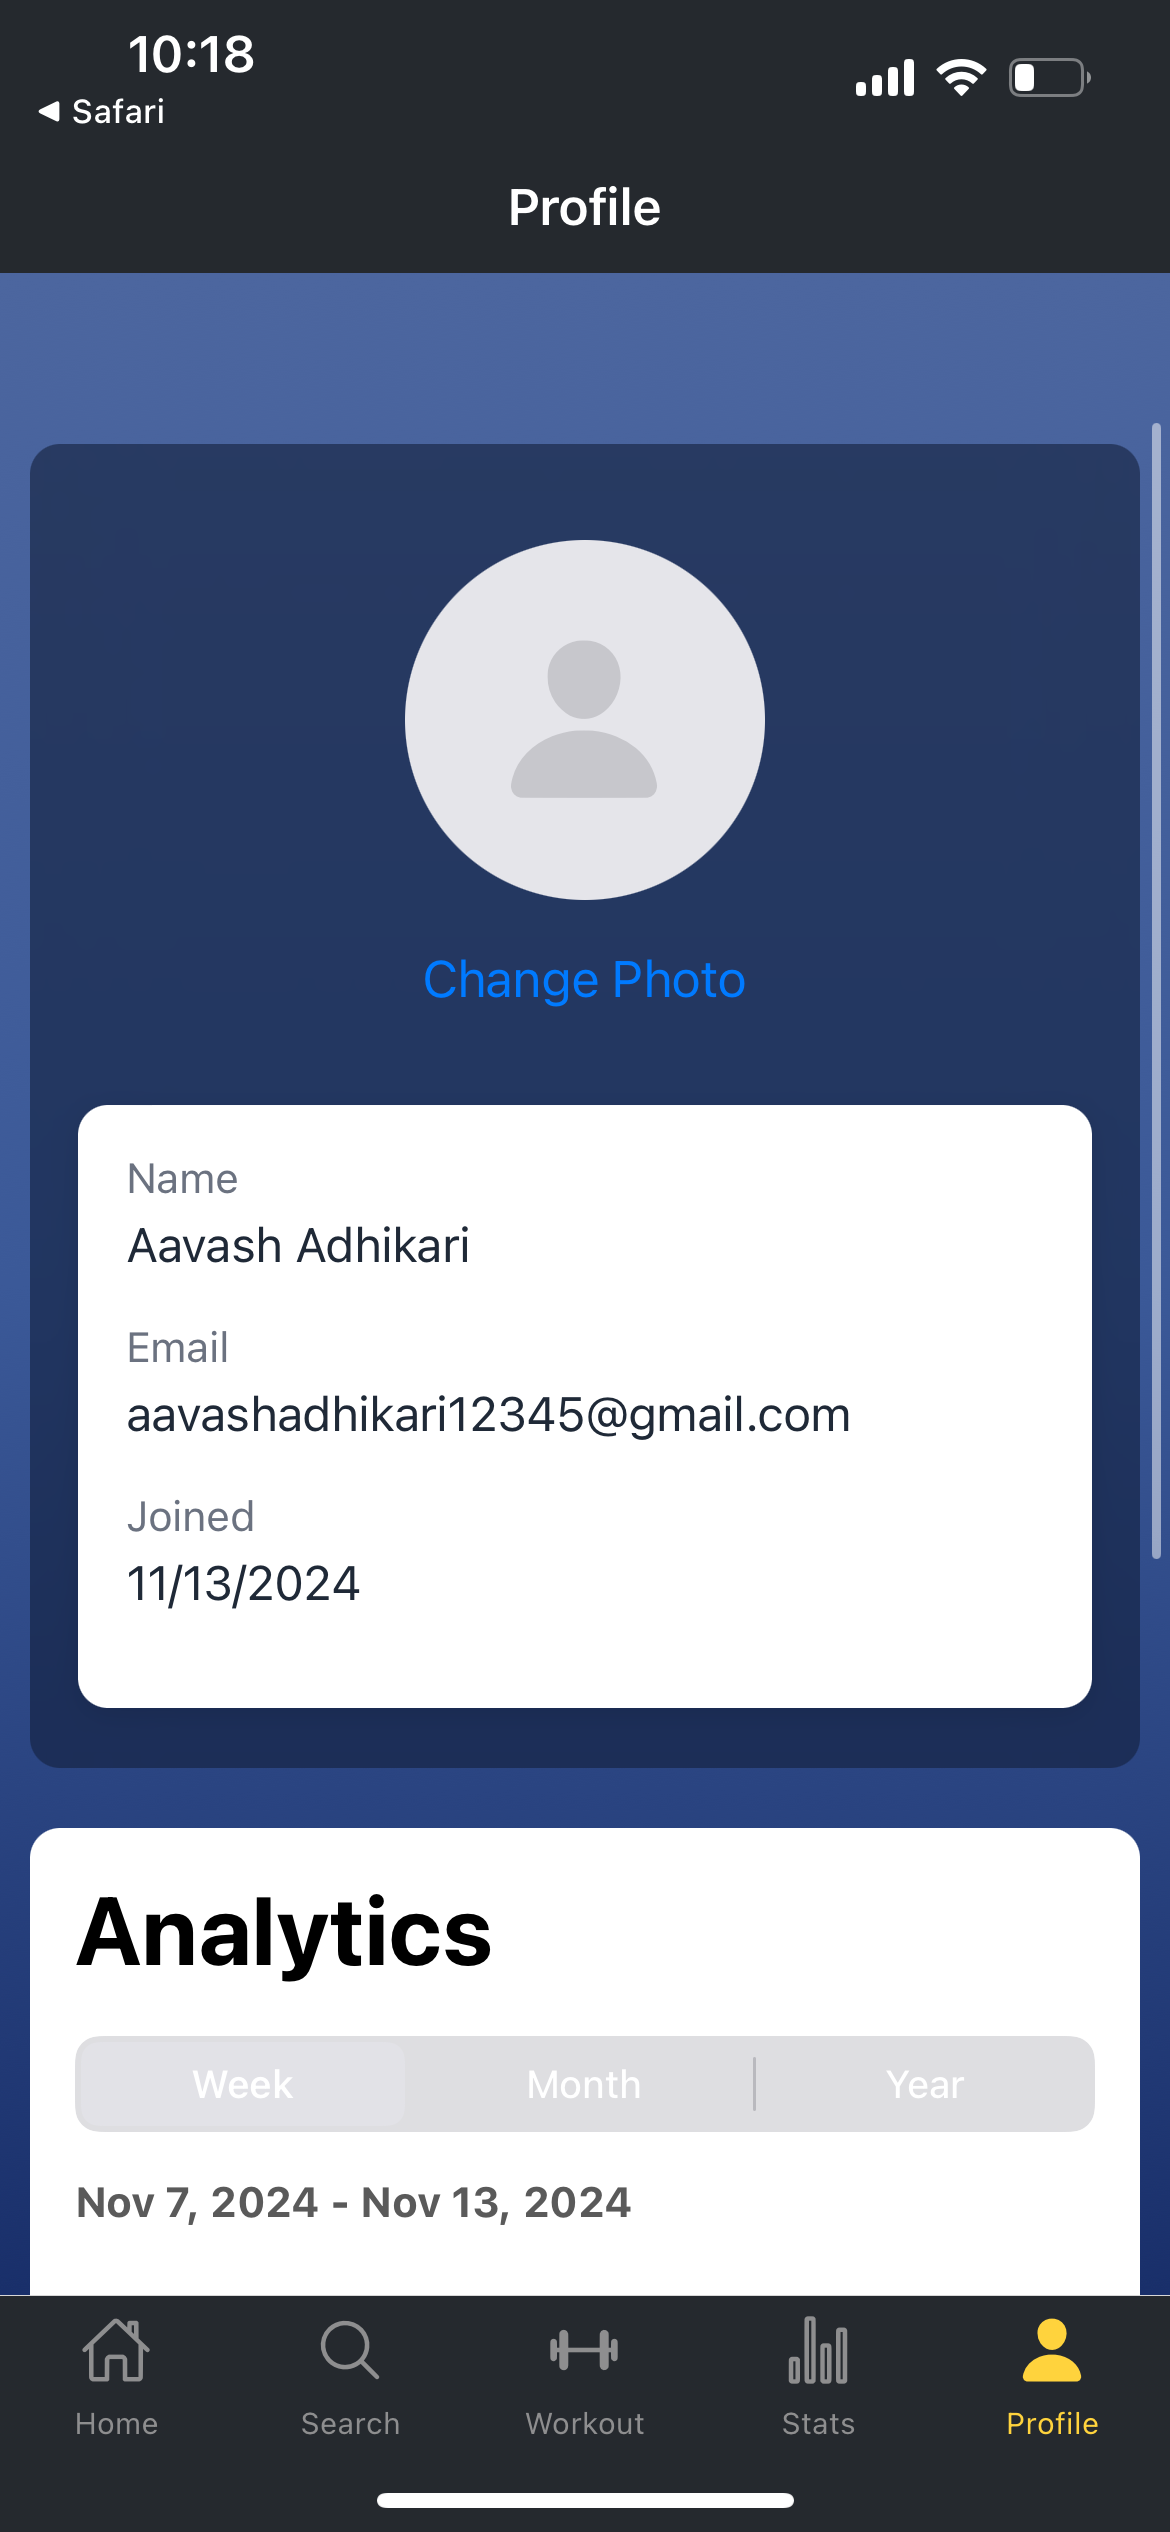 10:18
Safari
Profile
Change Photo
Name
Aavash Adhikari
Email
aavashadhikari12345@gmail.com
Joined
11/13/2024
Analytics
Week Month Year
Nov 7, 2024 - Nov 13, 2024
Home Search Workout Stats Profile